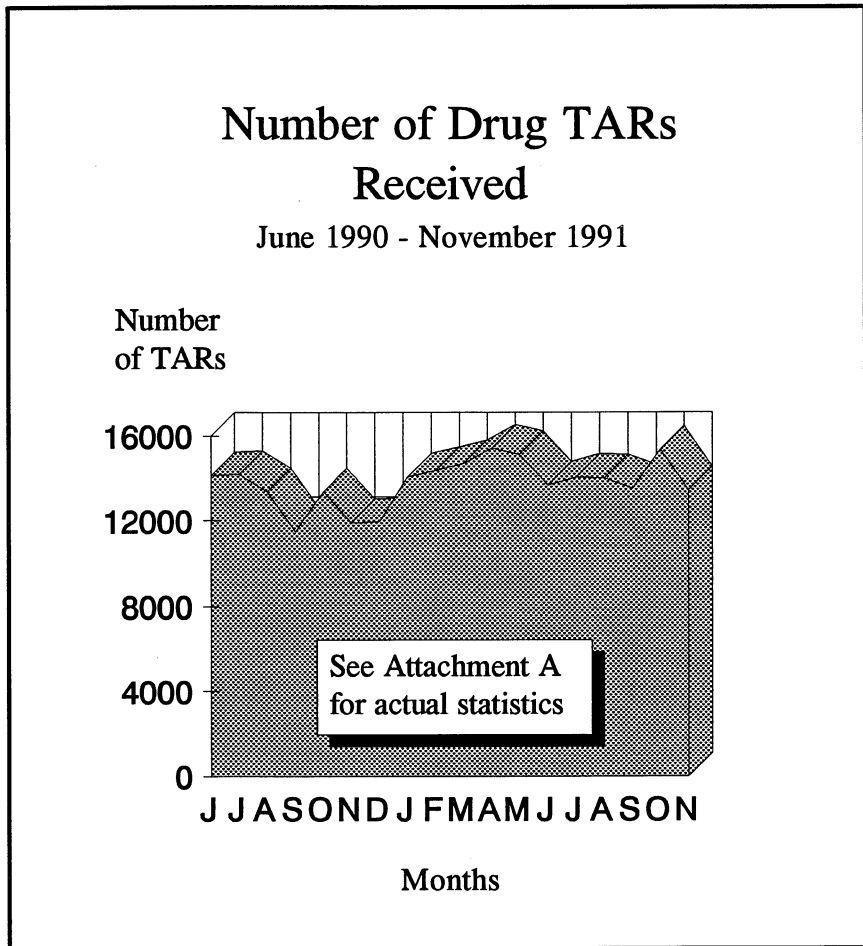 Number of Drug TARs
Received
June 1990 - November 1991
Number
of TARs
16000
12000
8000
4000
0
See Attachment A
for actual statistics
J J A S O N D J F M A M J J A S O N
Months